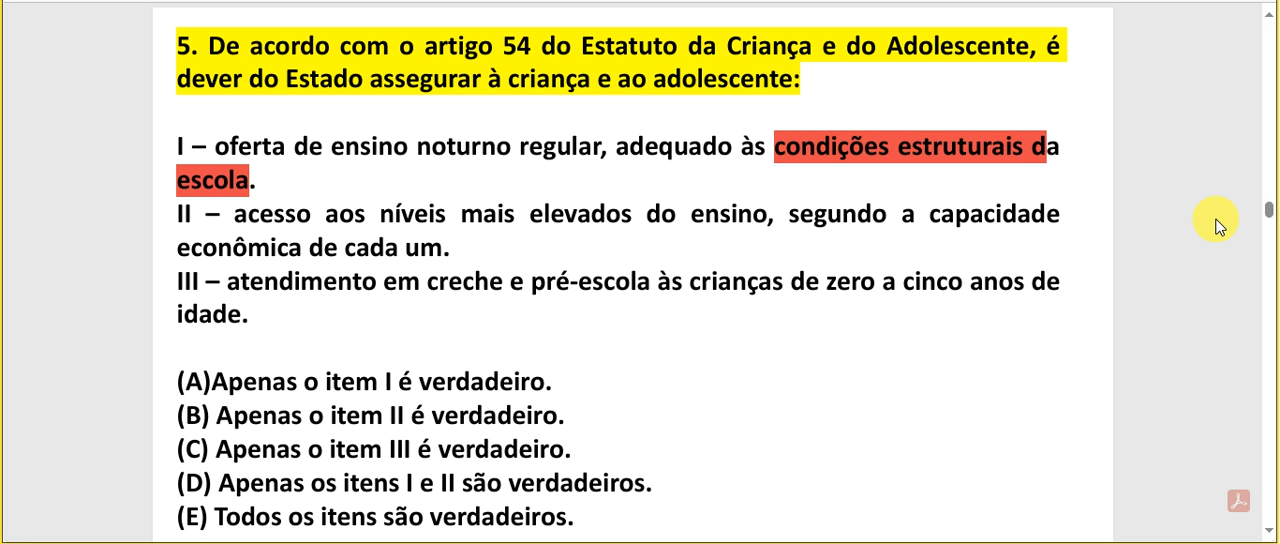 5. De acordo com o artigo 54 do Estatuto da Criança e do Adolescente, é
dever do Estado assegurar à criança e ao adolescente:
I – oferta de ensino noturno regular, adequado às condições estruturais da
escola.
II – acesso aos níveis mais elevados do ensino, segundo a capacidade
econômica de cada um.
III – atendimento em creche e pré-escola às crianças de zero a cinco anos de
idade.
(A)Apenas o item I é verdadeiro.
(B) Apenas o item II é verdadeiro.
(C) Apenas o item III é verdadeiro.
(D) Apenas os itens I e II são verdadeiros.
(E) Todos os itens são verdadeiros.